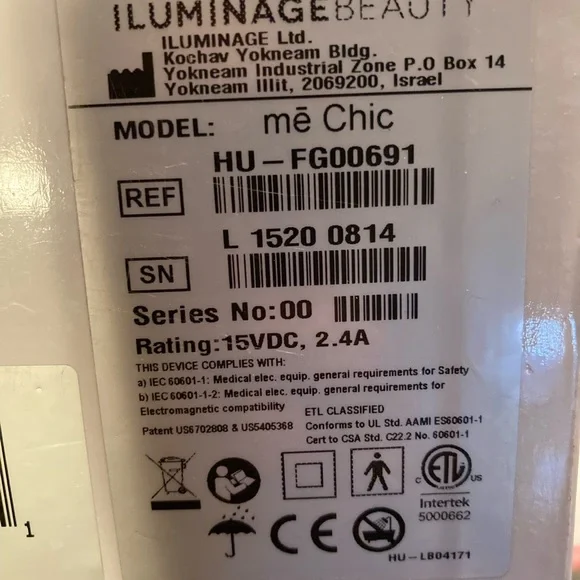 ILUMINAGEBEAUTY
ILUMINAGE Ltd.
Kochav Yokneam Bldg.
Yokneam Industrial Zone P.O Box 14
Yokneam Illit, 2069200, Israel
MODEL: mē Chic
HU-FG00691
REF
L 1520 0814
SN
Series No:00
Rating:15VDC, 2.4A
THIS DEVICE COMPLIES WITH:
a) IEC 60601-1: Medical elec. equip. general requirements for Safety
b) IEC 60601-1-2: Medical elec. equip. general requirements for
Electromagnetic compatibility
ETL CLASSIFIED
Patent US6702808 & US5405368
Conforms to UL Std. AAMI ES60601-1
Cert to CSA Std. C22.2 No. 60601-1
C ETL US
Intertek
5000662
CE
HU-LB04171
1